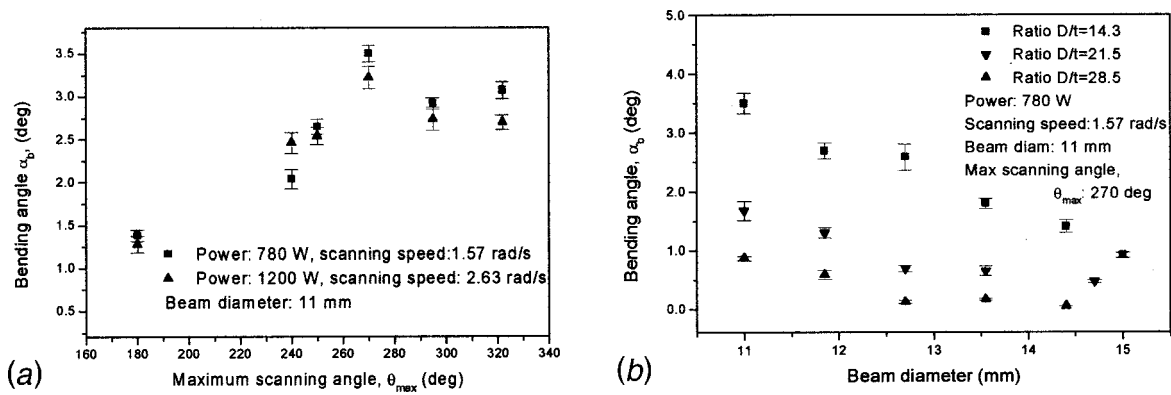 3.5
3.0
2.5
2.0
1.5
1.0
0.5
Bending angle α_b, (deg)
160 180 200 220 240 260 280 300 320 340
Maximum scanning angle, θ_max (deg)
Power: 780 W, scanning speed:1.57 rad/s
Power: 1200 W, scanning speed: 2.63 rad/s
Beam diameter: 11 mm
(a)
5.0
4.0
3.0
2.0
1.0
0.0
Bending angle, α_b (deg)
11 12 13 14 15
Beam diameter (mm)
Ratio D/t=14.3
Ratio D/t=21.5
Ratio D/t=28.5
Power: 780 W
Scanning speed:1.57 rad/s
Beam diam: 11 mm
Max scanning angle,
θ_max: 270 deg
(b)